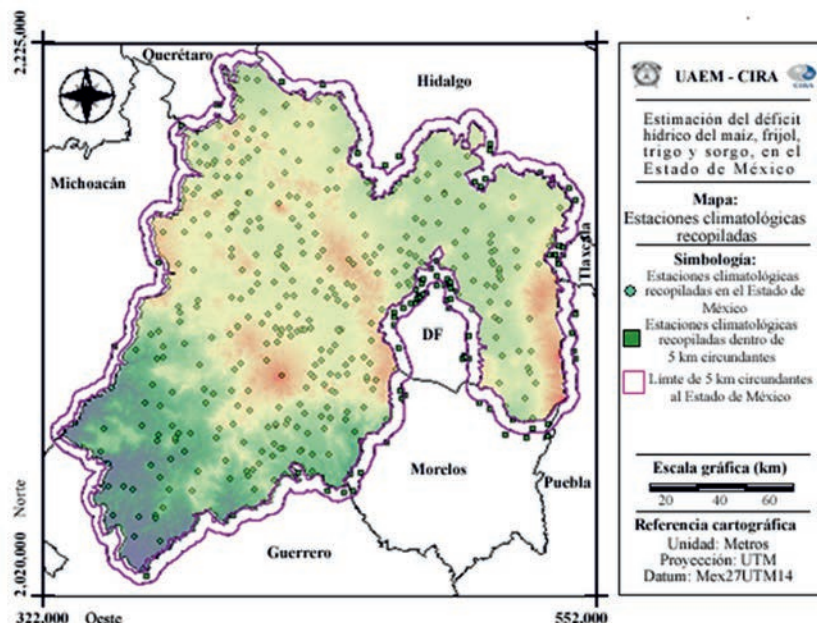 2,225,000
Querétaro
Hidalgo
Michoacán
Tlaxcala
DF
Morelos
Puebla
Guerrero
Norte
2,020,000
322,000
Oeste
552,000
UAEM - CIRA
CIRA
Estimación del déficit
hídrico del maíz, frijol,
trigo y sorgo, en el
Estado de México
Mapa:
Estaciones climatológicas
recopiladas
Simbología:
Estaciones climatológicas
recopiladas en el Estado de
México
Estaciones climatológicas
recopiladas dentro de
5 km circundantes
Límite de 5 km circundantes
al Estado de México
Escala gráfica (km)
20 40 60
Referencia cartográfica
Unidad: Metros
Proyección: UTM
Datum: Mex27UTM14